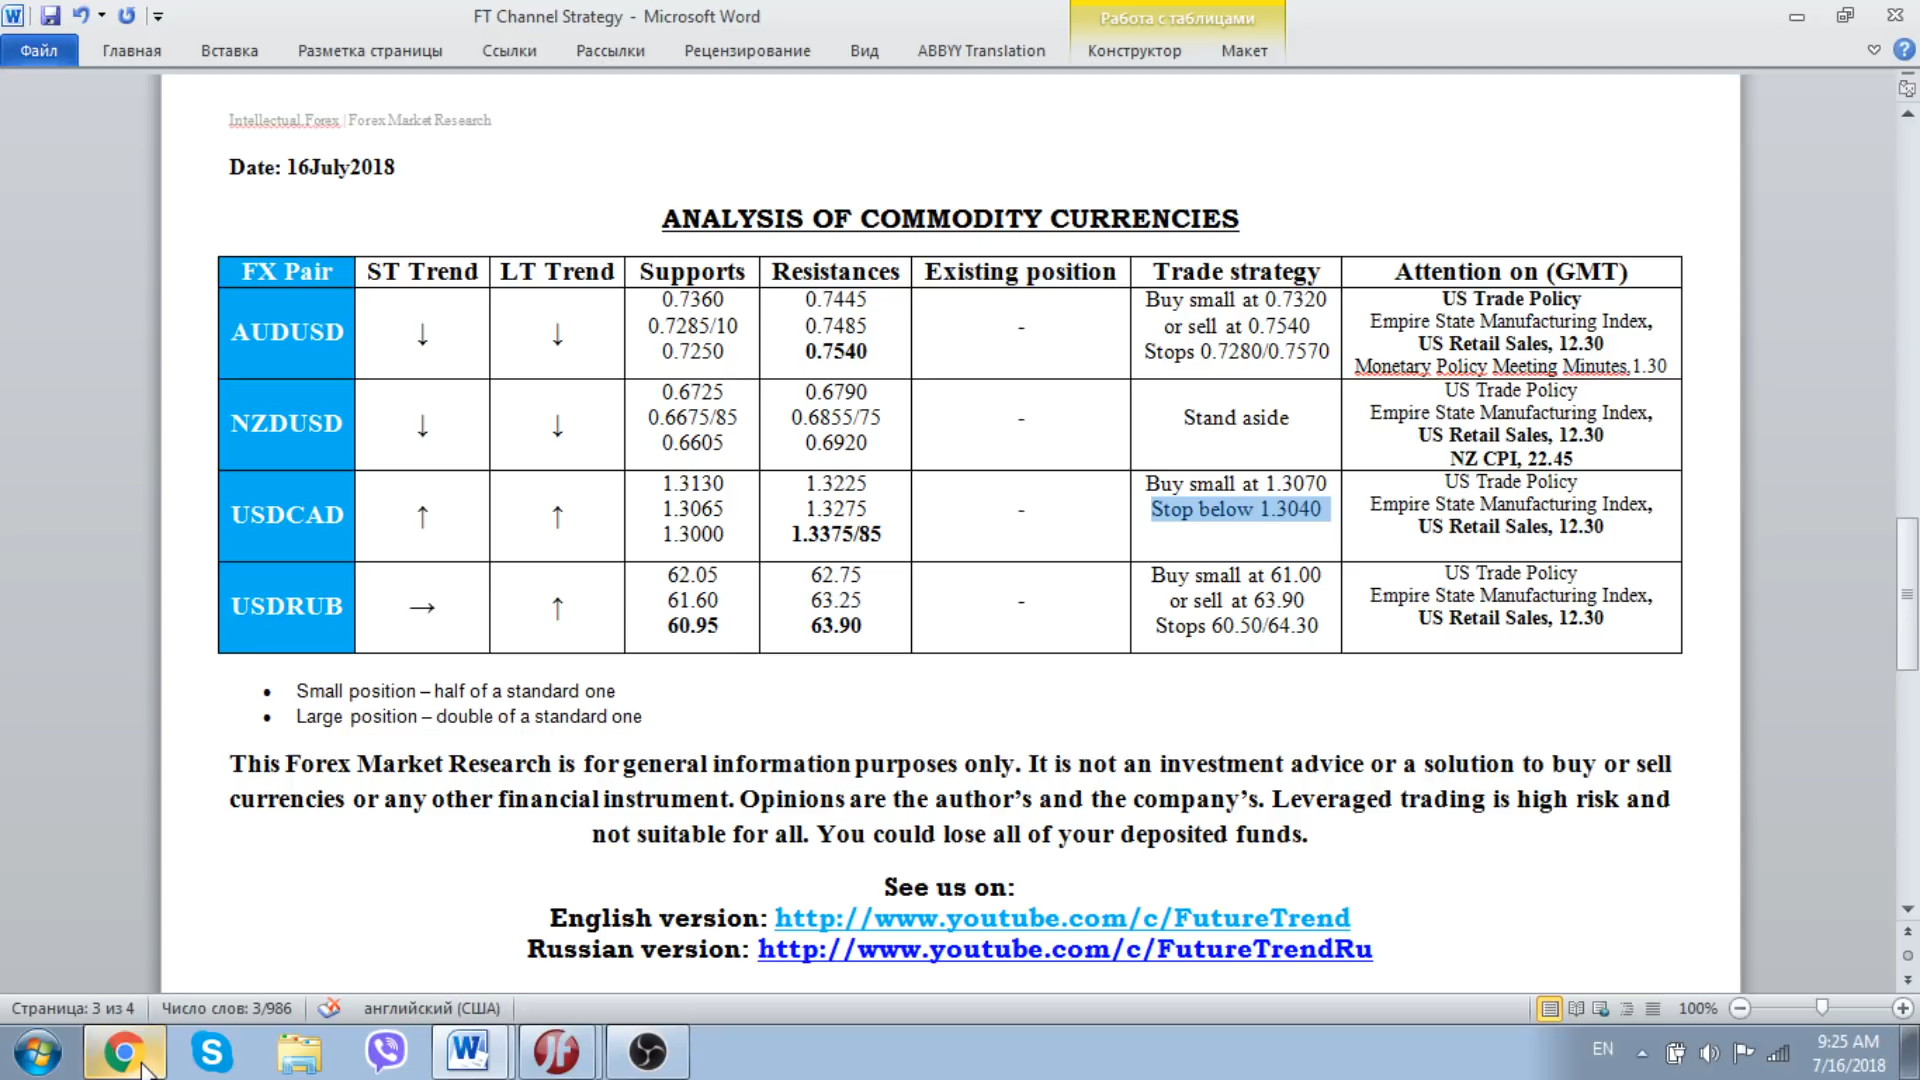 FT Channel Strategy - Microsoft Word
Работа с таблицами
Файл Главная Вставка Разметка страницы Ссылки Рассылки Рецензирование Вид ABBYY Translation Конструктор Макет
Intellectual Forex | Forex Market Research
Date: 16July2018
ANALYSIS OF COMMODITY CURRENCIES
FX Pair ST Trend LT Trend Supports Resistances Existing position Trade strategy Attention on (GMT)
AUDUSD ↓ ↓
0.7360
0.7285/10
0.7250
0.7445
0.7485
0.7540
-
Buy small at 0.7320
or sell at 0.7540
Stops 0.7280/0.7570
US Trade Policy
Empire State Manufacturing Index,
US Retail Sales, 12.30
Monetary Policy Meeting Minutes,1.30
NZDUSD ↓ ↓
0.6725
0.6675/85
0.6605
0.6790
0.6855/75
0.6920
-
Stand aside
US Trade Policy
Empire State Manufacturing Index,
US Retail Sales, 12.30
NZ CPI, 22.45
USDCAD ↑ ↑
1.3130
1.3065
1.3000
1.3225
1.3275
1.3375/85
-
Buy small at 1.3070
Stop below 1.3040
US Trade Policy
Empire State Manufacturing Index,
US Retail Sales, 12.30
USDRUB → ↑
62.05
61.60
60.95
62.75
63.25
63.90
-
Buy small at 61.00
or sell at 63.90
Stops 60.50/64.30
US Trade Policy
Empire State Manufacturing Index,
US Retail Sales, 12.30
• Small position – half of a standard one
• Large position – double of a standard one
This Forex Market Research is for general information purposes only. It is not an investment advice or a solution to buy or sell
currencies or any other financial instrument. Opinions are the author's and the company's. Leveraged trading is high risk and
not suitable for all. You could lose all of your deposited funds.
See us on:
English version: http://www.youtube.com/c/FutureTrend
Russian version: http://www.youtube.com/c/FutureTrendRu
Страница: 3 из 4 Число слов: 3/986 английский (США) 100%
EN 9:25 AM
7/16/2018